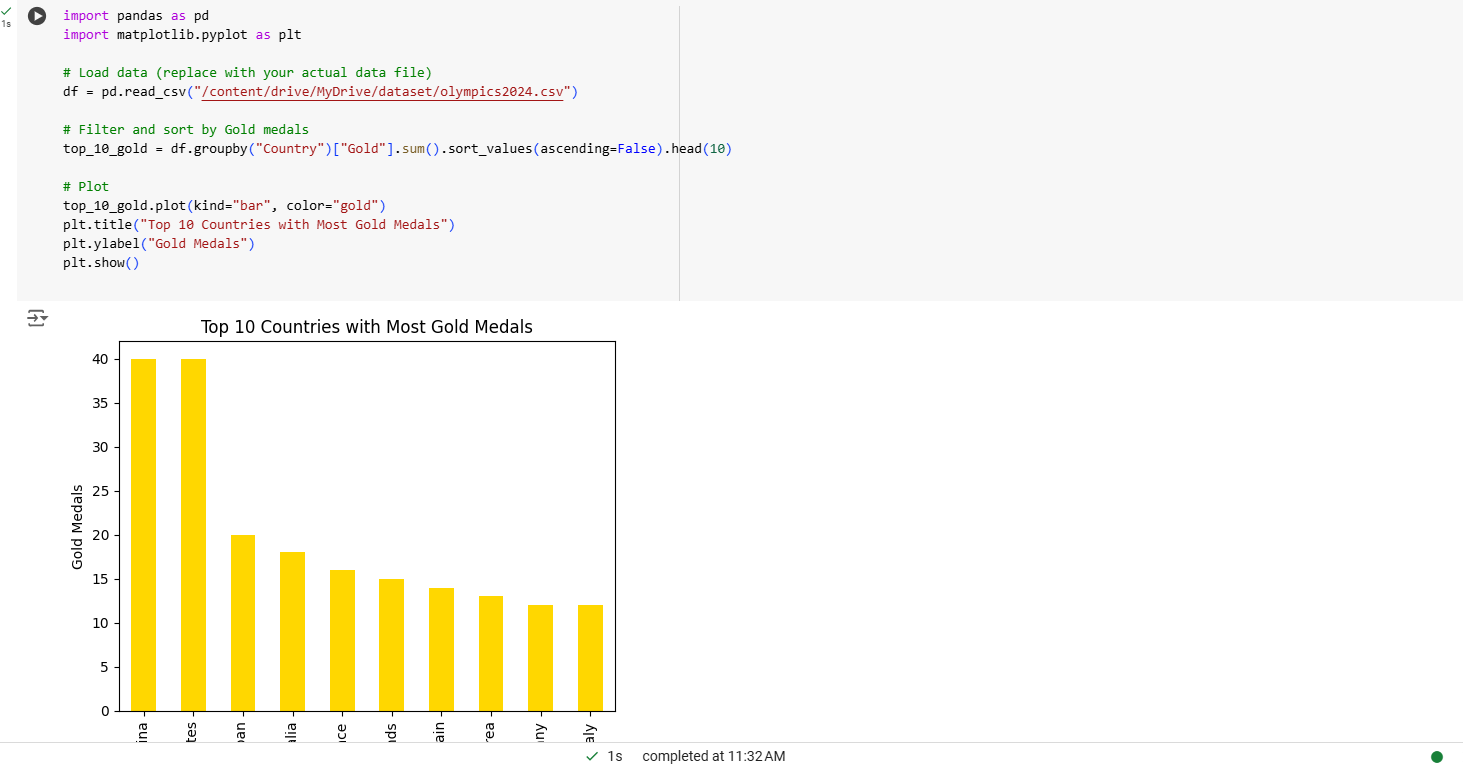 1s
import pandas as pd
import matplotlib.pyplot as plt
# Load data (replace with your actual data file)
df = pd.read_csv("/content/drive/MyDrive/dataset/olympics2024.csv")
# Filter and sort by Gold medals
top_10_gold = df.groupby("Country")["Gold"].sum().sort_values(ascending=False).head(10)
# Plot
top_10_gold.plot(kind="bar", color="gold")
plt.title("Top 10 Countries with Most Gold Medals")
plt.ylabel("Gold Medals")
plt.show()
Top 10 Countries with Most Gold Medals
40
35
30
25
20
15
10
5
0
Gold Medals
ina
tes
pan
alia
nce
nds
ain
rea
any
aly
1s completed at 11:32 AM